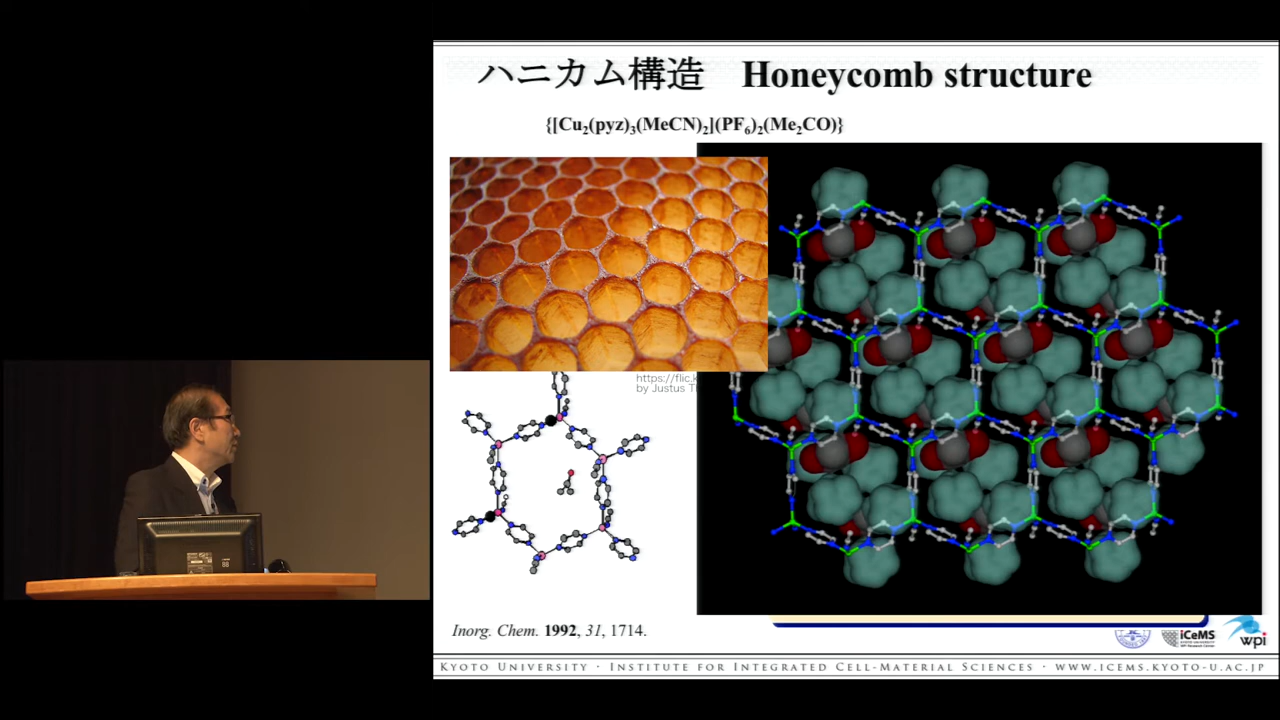 ハニカム構造 Honeycomb structure
{[Cu₂(pyz)₃(MeCN)₂](PF₆)₂(Me₂CO)}
https://flic.k
by Justus T
Inorg. Chem. 1992, 31, 1714.
iCeMS
wpi
KYOTO UNIVERSITY · INSTITUTE FOR INTEGRATED CELL-MATERIAL SCIENCES · WWW.ICEMS.KYOTO-U.AC.JP